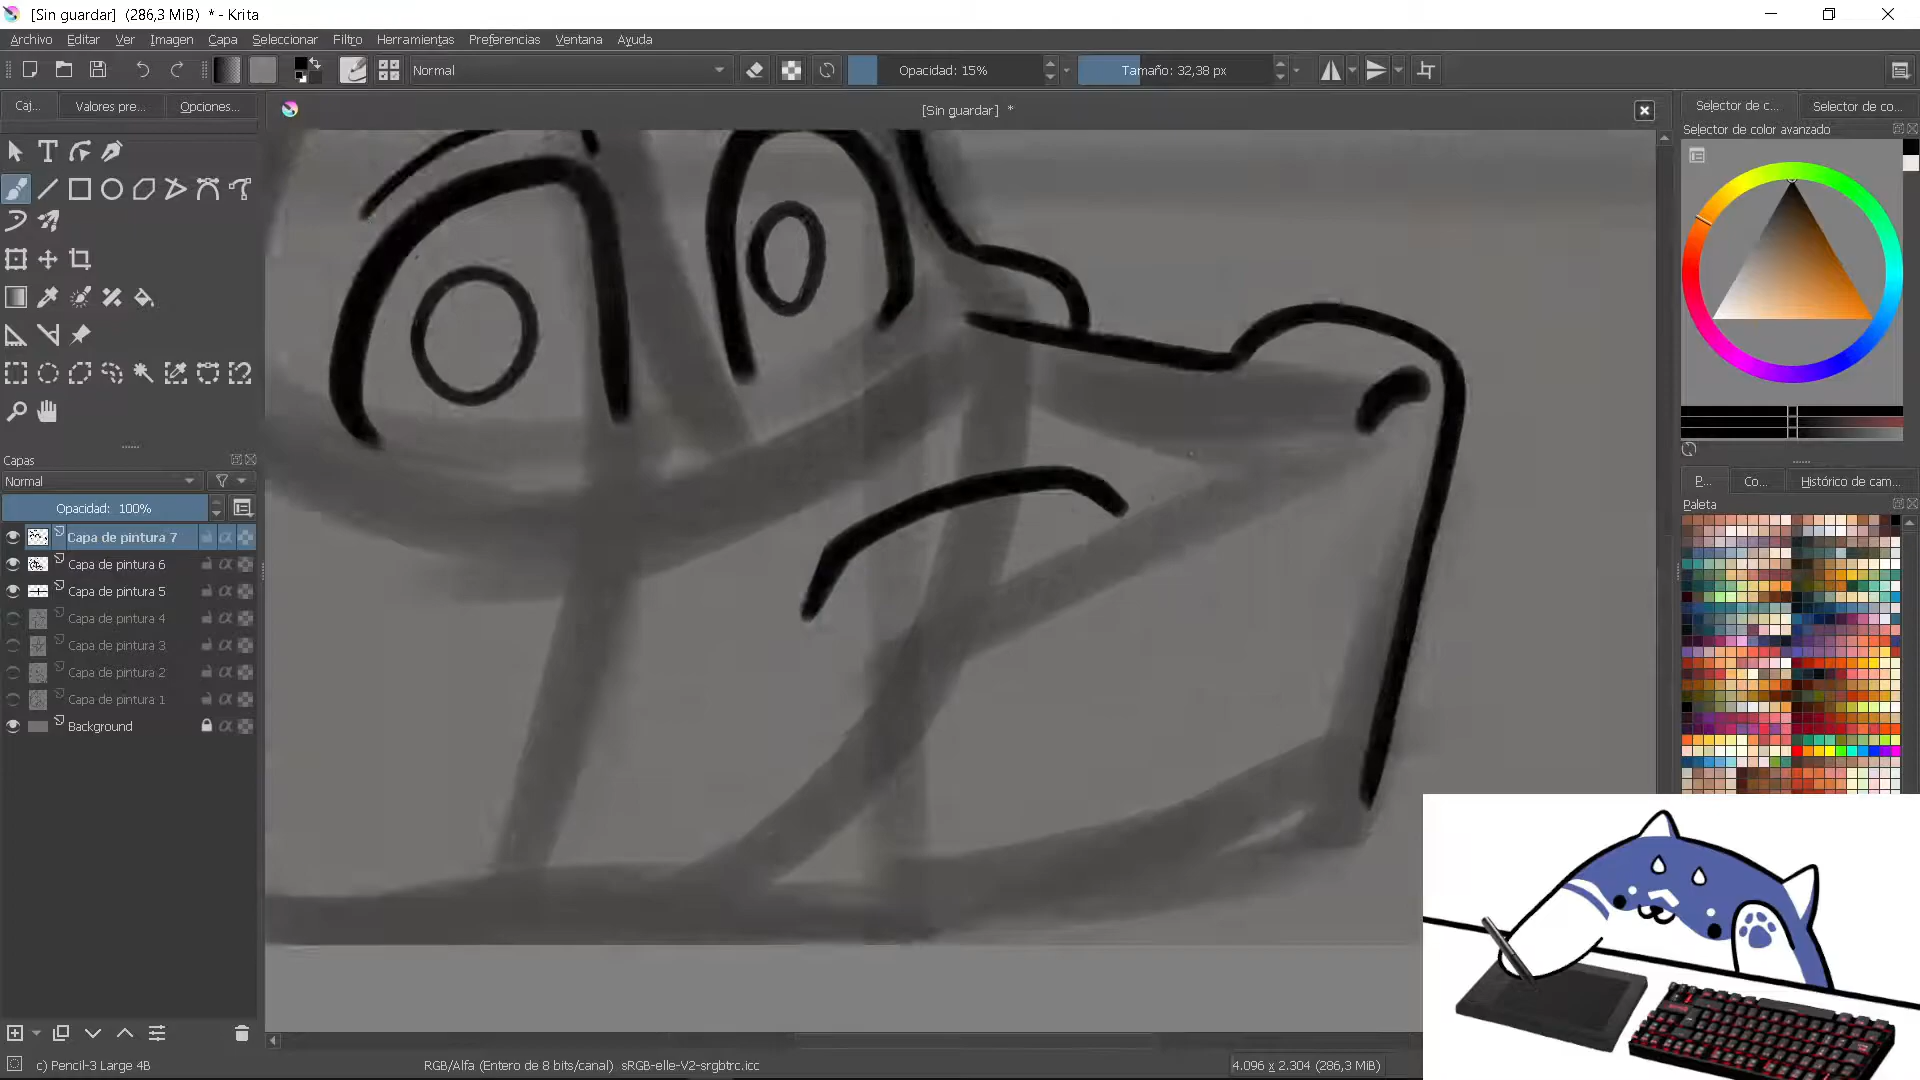 [Sin guardar] (286,3 MiB) * - Krita
Archivo Editar Ver Imagen Capa Seleccionar Filtro Herramientas Preferencias Ventana Ayuda
Normal Opacidad: 15% Tamaño: 32,38 px
Caj... Valores pre... Opciones... [Sin guardar] * Selector de c... Selector de co...
Selector de color avanzado
Capas
Normal
Opacidad: 100%
P... Co... Histórico de cam...
Paleta
Capa de pintura 7
Capa de pintura 6
Capa de pintura 5
Capa de pintura 4
Capa de pintura 3
Capa de pintura 2
Capa de pintura 1
Background
c) Pencil-3 Large 4B RGB/Alfa (Entero de 8 bits/canal) sRGB-elle-V2-srgbtrc.icc 4.096 x 2.304 (286,3 MiB)